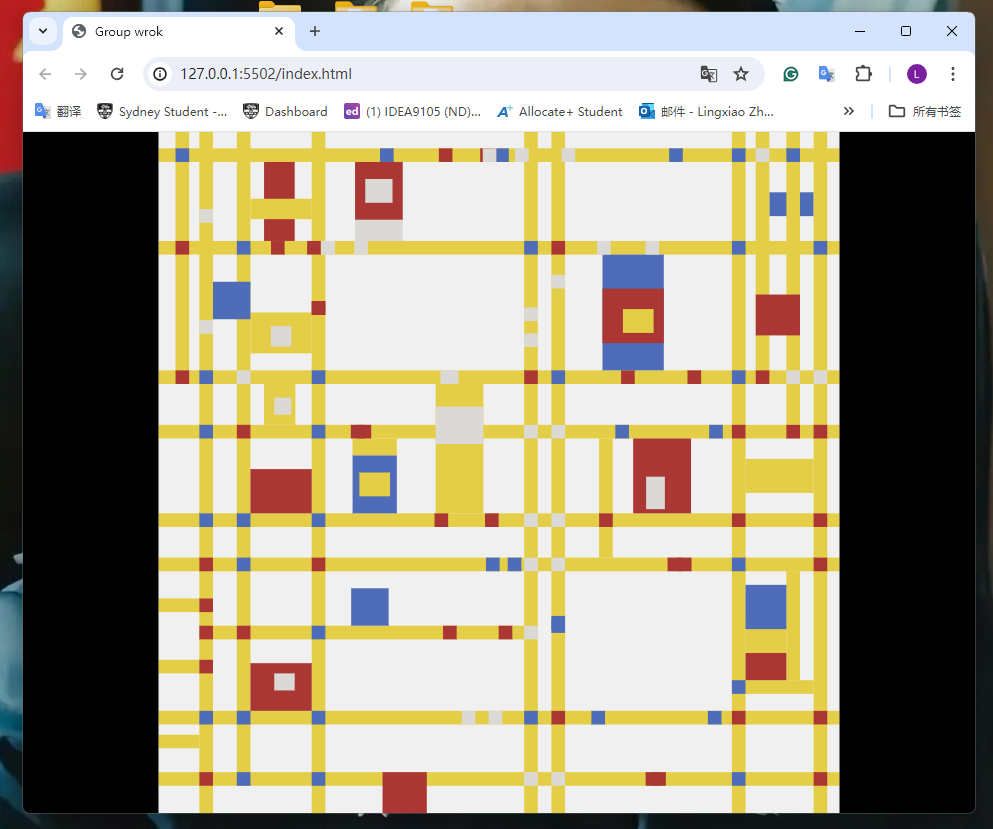 Group wrok
127.0.0.1:5502/index.html
L
翻译
Sydney Student -...
Dashboard
ed
(1) IDEA9105 (ND)...
A+
Allocate+ Student
邮件 - Lingxiao Zh...
所有书签